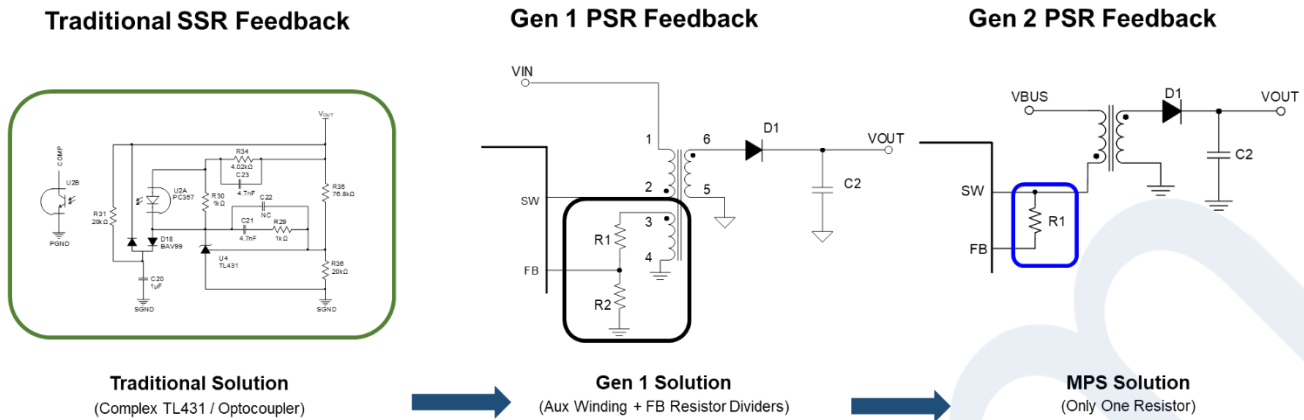 Traditional SSR Feedback
Gen 1 PSR Feedback
Gen 2 PSR Feedback
VOUT
COMP
U2B
PGND
R31
20kΩ
U2A
PC357
D18
BAV99
C20
1µF
SGND
R34
4.02kΩ
C23
4.7nF
R30
1kΩ
C22
NC
C21
4.7nF
R29
1kΩ
U4
TL431
R35
76.8kΩ
R36
20kΩ
SGND
VIN
1
6
D1
VOUT
2
5
C2
SW
3
R1
4
FB
R2
VBUS
D1
VOUT
C2
SW
R1
FB
Traditional Solution
(Complex TL431 / Optocoupler)
Gen 1 Solution
(Aux Winding + FB Resistor Dividers)
MPS Solution
(Only One Resistor)